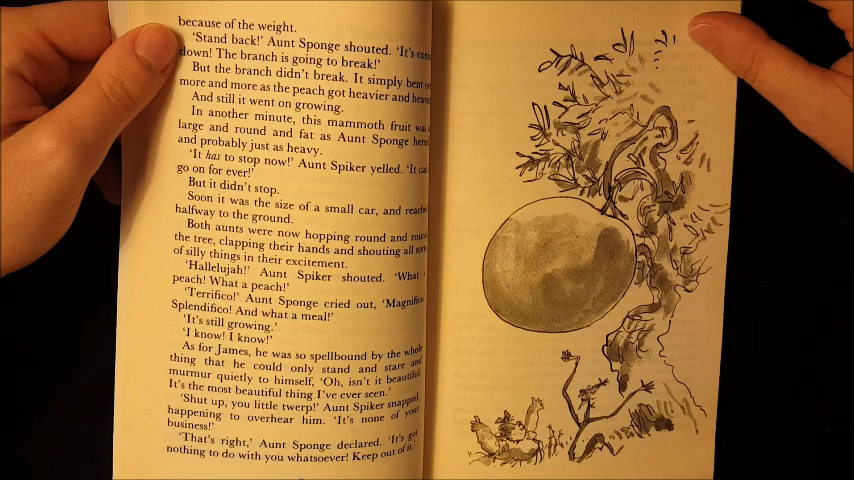 because of the weight.
'Stand back!' Aunt Sponge shouted. 'It's com
down! The branch is going to break!'
But the branch didn't break. It simply bent o
more and more as the peach got heavier and heav
And still it went on growing.
In another minute, this mammoth fruit was
large and round and fat as Aunt Sponge hers
and probably just as heavy.
'It has to stop now!' Aunt Spiker yelled. 'It can
go on for ever!'
But it didn't stop.
Soon it was the size of a small car, and reache
halfway to the ground.
Both aunts were now hopping round and roun
the tree, clapping their hands and shouting all sor
of silly things in their excitement.
'Hallelujah!' Aunt Spiker shouted. 'What a
peach! What a peach!'
'Terrifico!' Aunt Sponge cried out, 'Magnifico
Splendifico! And what a meal!'
'It's still growing.'
'I know! I know!'
As for James, he was so spellbound by the whole
thing that he could only stand and stare and
murmur quietly to himself, 'Oh, isn't it beautiful.
It's the most beautiful thing I've ever seen.'
'Shut up, you little twerp!' Aunt Spiker snapped,
happening to overhear him. 'It's none of your
business!'
'That's right,' Aunt Sponge declared. 'It's got
nothing to do with you whatsoever! Keep out of it.'